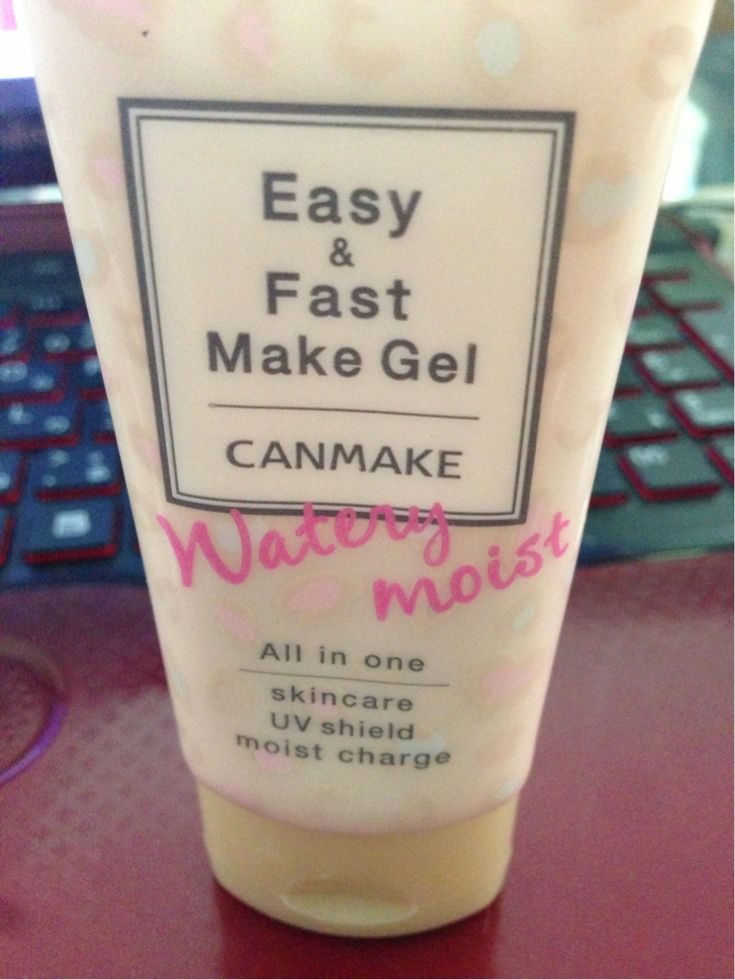 Easy
&
Fast
Make Gel
CANMAKE
Watery
moist
All in one
skincare
UV shield
moist charge